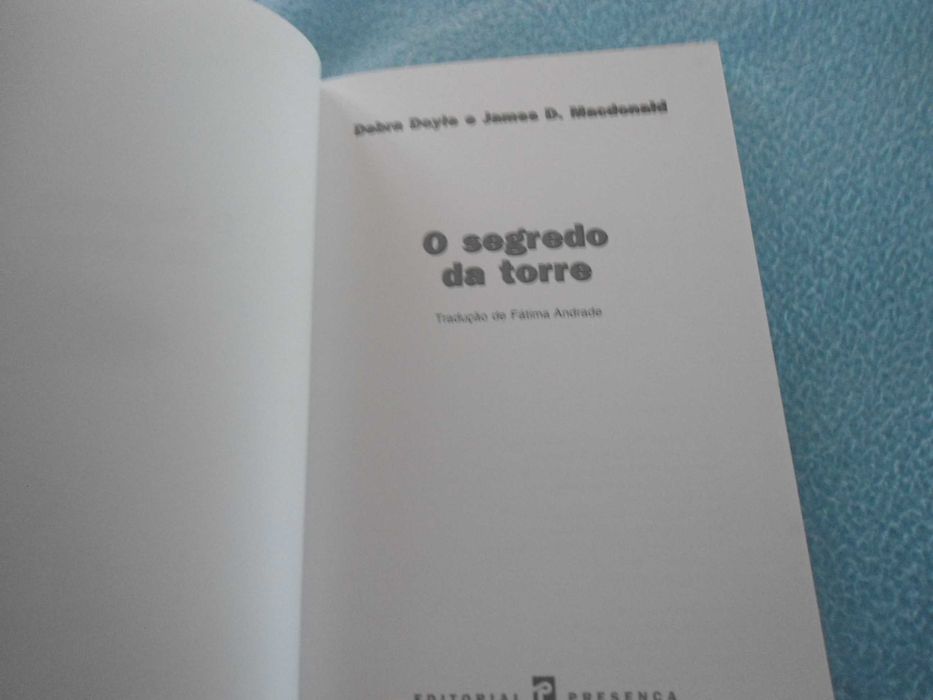 Debra Doyle e James D. Macdonald
O segredo
da torre
Tradução de Fátima Andrade
EDITORIAL PRESENÇA